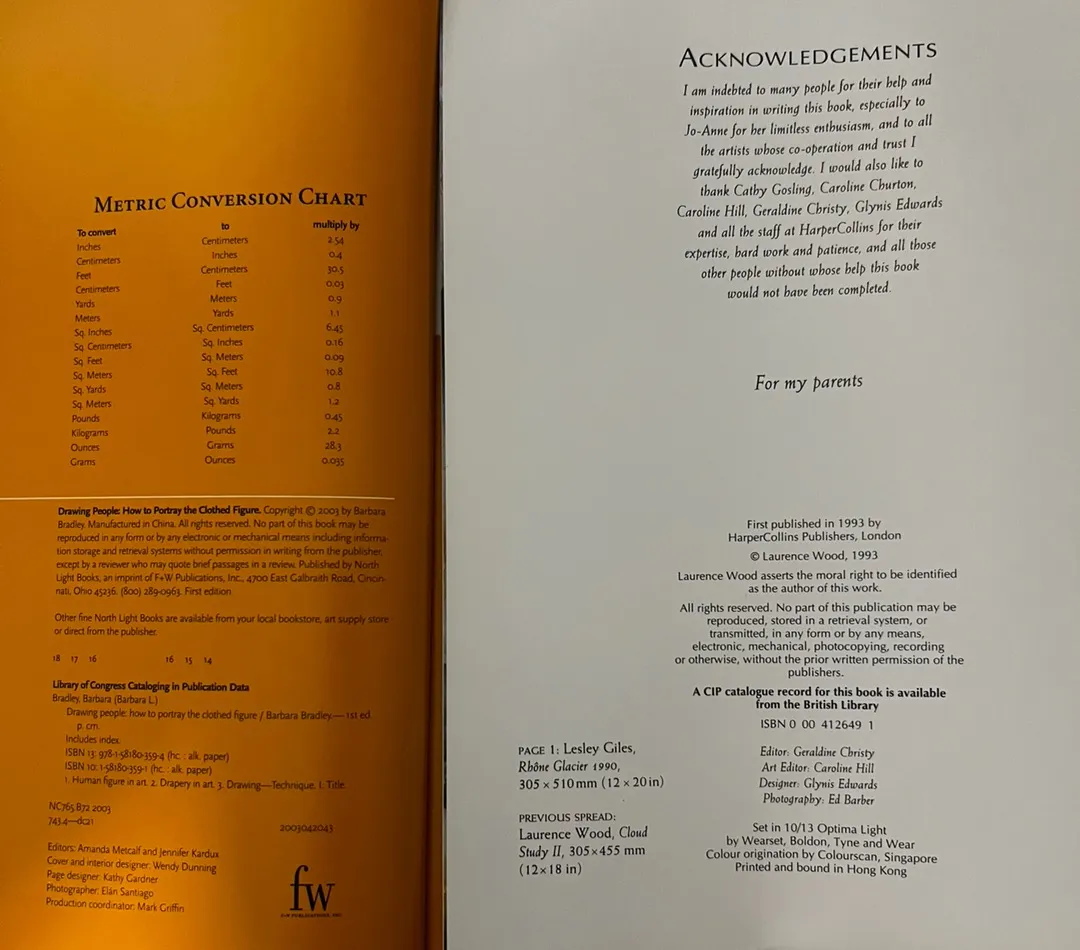 METRIC CONVERSION CHART
To convert to multiply by
Inches Centimeters 2.54
Centimeters Inches 0.4
Feet Centimeters 30.5
Centimeters Feet 0.03
Yards Meters 0.9
Meters Yards 1.1
Sq. Inches Sq. Centimeters 6.45
Sq. Centimeters Sq. Inches 0.16
Sq. Feet Sq. Meters 0.09
Sq. Meters Sq. Feet 10.8
Sq. Yards Sq. Meters 0.8
Sq. Meters Sq. Yards 1.2
Pounds Kilograms 0.45
Kilograms Pounds 2.2
Ounces Grams 28.3
Grams Ounces 0.035
Drawing People: How to Portray the Clothed Figure. Copyright © 2003 by Barbara
Bradley. Manufactured in China. All rights reserved. No part of this book may be
reproduced in any form or by any electronic or mechanical means including informa-
tion storage and retrieval systems without permission in writing from the publisher,
except by a reviewer who may quote brief passages in a review. Published by North
Light Books, an imprint of F+W Publications, Inc., 4700 East Galbraith Road, Cincin-
nati, Ohio 45236. (800) 289-0963. First edition.
Other fine North Light Books are available from your local bookstore, art supply store
or direct from the publisher.
18 17 16 16 15 14
Library of Congress Cataloging in Publication Data
Bradley, Barbara (Barbara L.)
Drawing people: how to portray the clothed figure / Barbara Bradley.— 1st ed.
p. cm.
Includes index.
ISBN 13: 978-1-58180-359-4 (hc. : alk. paper)
ISBN 10: 1-58180-359-1 (hc. : alk. paper)
1. Human figure in art. 2. Drapery in art. 3. Drawing—Technique. I. Title.
NC765.B72 2003
743.4—dc21
2003042043
Editors: Amanda Metcalf and Jennifer Kardux
Cover and interior designer: Wendy Dunning
Page designer: Kathy Gardner
Photographer: Elán Santiago
Production coordinator: Mark Griffin
fw
F+W PUBLICATIONS, INC.
ACKNOWLEDGEMENTS
I am indebted to many people for their help and
inspiration in writing this book, especially to
Jo-Anne for her limitless enthusiasm, and to all
the artists whose co-operation and trust I
gratefully acknowledge. I would also like to
thank Cathy Gosling, Caroline Churton,
Caroline Hill, Geraldine Christy, Glynis Edwards
and all the staff at HarperCollins for their
expertise, hard work and patience, and all those
other people without whose help this book
would not have been completed.
For my parents
First published in 1993 by
HarperCollins Publishers, London
© Laurence Wood, 1993
Laurence Wood asserts the moral right to be identified
as the author of this work.
All rights reserved. No part of this publication may be
reproduced, stored in a retrieval system, or
transmitted, in any form or by any means,
electronic, mechanical, photocopying, recording
or otherwise, without the prior written permission of the
publishers.
A CIP catalogue record for this book is available
from the British Library
ISBN 0 00 412649 1
PAGE 1: Lesley Giles,
Rhône Glacier 1990,
305 × 510 mm (12 × 20 in)
PREVIOUS SPREAD:
Laurence Wood, Cloud
Study II, 305×455 mm
(12×18 in)
Editor: Geraldine Christy
Art Editor: Caroline Hill
Designer: Glynis Edwards
Photography: Ed Barber
Set in 10/13 Optima Light
by Wearset, Boldon, Tyne and Wear
Colour origination by Colourscan, Singapore
Printed and bound in Hong Kong